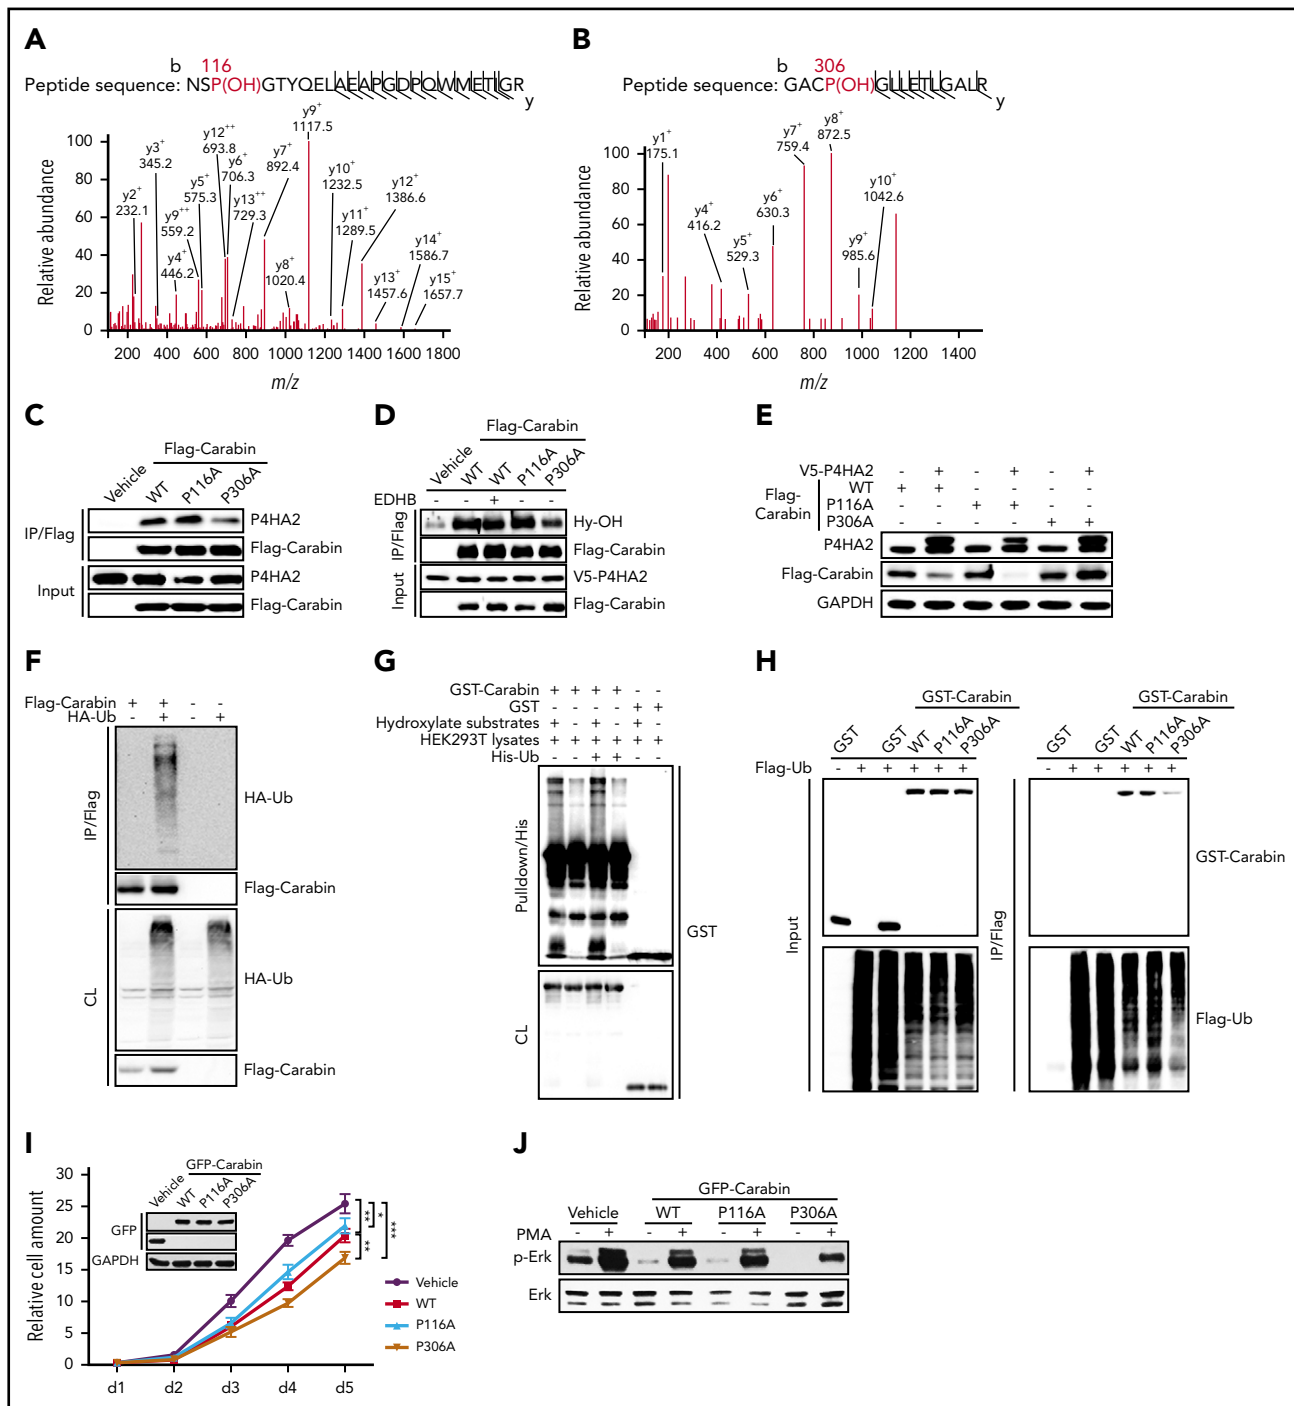 A
b 116
Peptide sequence: NSP(OH)GTYQELAEAPGDPQWMETIGR
y
Relative abundance
100
80
60
40
20
0
y2+
232.1
y3+
345.2
y4+
446.2
y9++
559.2
y5+
575.3
y12++
693.8
y6+
706.3
y13++
729.3
y7+
892.4
y8+
1020.4
y9+
1117.5
y10+
1232.5
y11+
1289.5
y12+
1386.6
y13+
1457.6
y14+
1586.7
y15+
1657.7
200 400 600 800 1000 1200 1400 1600 1800
m/z
B
b 306
Peptide sequence: GACP(OH)GLLETLGALR
y
Relative abundance
100
80
60
40
20
0
y1+
175.1
y4+
416.2
y5+
529.3
y6+
630.3
y7+
759.4
y8+
872.5
y9+
985.6
y10+
1042.6
200 400 600 800 1000 1200 1400
m/z
C
Flag-Carabin
Vehicle WT P116A P306A
IP/Flag
P4HA2
Flag-Carabin
Input
P4HA2
Flag-Carabin
D
Flag-Carabin
Vehicle WT WT P116A P306A
EDHB - - + - -
IP/Flag
Hy-OH
Flag-Carabin
Input
V5-P4HA2
Flag-Carabin
E
V5-P4HA2 - + - + - +
Flag-Carabin
WT + + - - - -
P116A - - + + - -
P306A - - - - + +
P4HA2
Flag-Carabin
GAPDH
F
Flag-Carabin + + - -
HA-Ub - + - +
IP/Flag
HA-Ub
Flag-Carabin
CL
HA-Ub
Flag-Carabin
G
GST-Carabin + + + + - -
GST - - - - + +
Hydroxylate substrates + - + - + -
HEK293T lysates + + + + + +
His-Ub - - + +
Pulldown/His
CL
GST
H
GST-Carabin
GST GST WT P116A P306A
Flag-Ub - + + + + +
Input
GST-Carabin
GST GST WT P116A P306A
- + + + + +
IP/Flag
GST-Carabin
Flag-Ub
I
Relative cell amount
30
25
20
15
10
5
0
GFP-Carabin
Vehicle WT P116A P306A
GFP
GAPDH
** * ***
**
Vehicle
WT
P116A
P306A
d1 d2 d3 d4 d5
J
GFP-Carabin
Vehicle WT P116A P306A
PMA - + - + - + - +
p-Erk
Erk